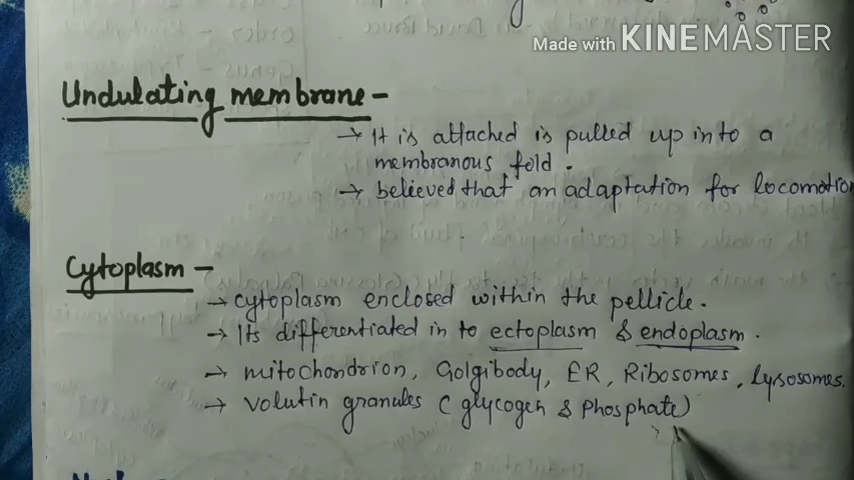 Made with KINEMASTER
Undulating membrane -
→ It is attached is pulled up into a
membranous fold.
→ believed that an adaptation for locomotion
Cytoplasm -
→ cytoplasm enclosed within the pellicle.
→ Its differentiated in to ectoplasm & endoplasm.
→ mitochondrion, Golgibody, ER, Ribosomes, lysosomes.
→ Volutin granules ( glycogen & Phosphate)